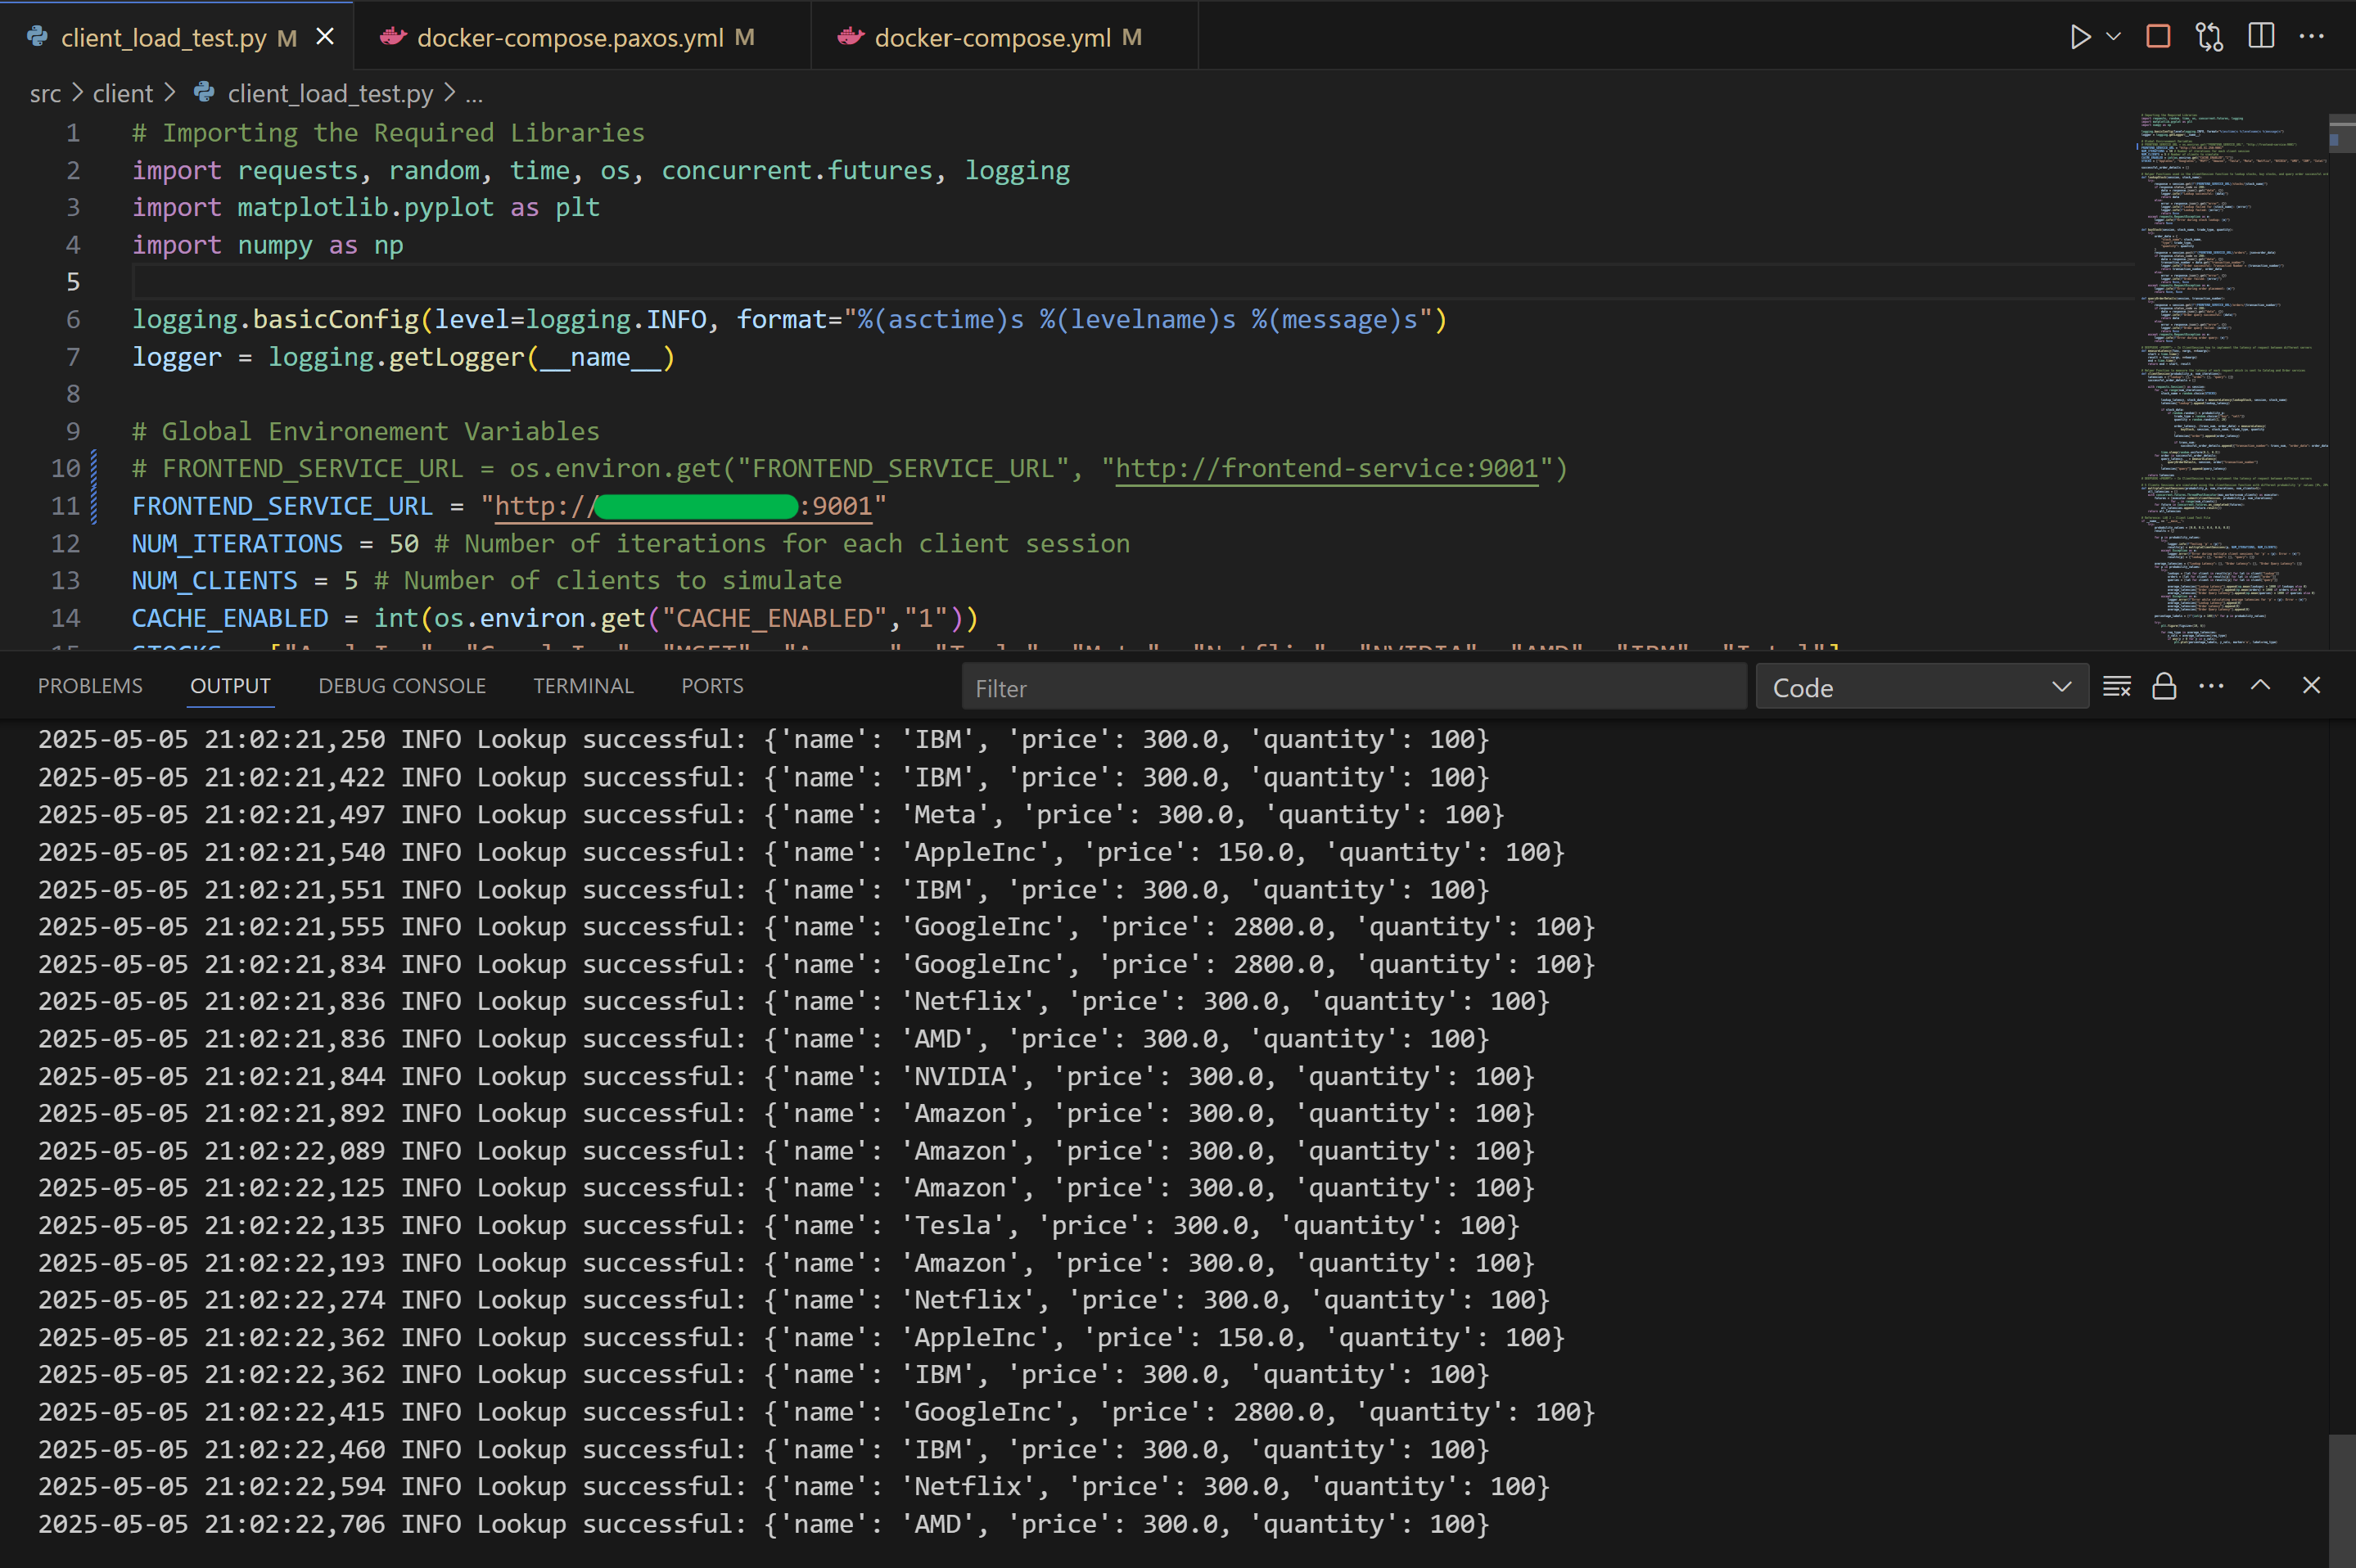 client_load_test.py M
docker-compose.paxos.yml M
docker-compose.yml M
src > client > client_load_test.py > ...
1 # Importing the Required Libraries
2 import requests, random, time, os, concurrent.futures, logging
3 import matplotlib.pyplot as plt
4 import numpy as np
5
6 logging.basicConfig(level=logging.INFO, format="%(asctime)s %(levelname)s %(message)s")
7 logger = logging.getLogger(__name__)
8
9 # Global Environement Variables
10 # FRONTEND_SERVICE_URL = os.environ.get("FRONTEND_SERVICE_URL", "http://frontend-service:9001")
11 FRONTEND_SERVICE_URL = "http://:9001"
12 NUM_ITERATIONS = 50 # Number of iterations for each client session
13 NUM_CLIENTS = 5 # Number of clients to simulate
14 CACHE_ENABLED = int(os.environ.get("CACHE_ENABLED","1"))
PROBLEMS OUTPUT DEBUG CONSOLE TERMINAL PORTS Filter Code
2025-05-05 21:02:21,250 INFO Lookup successful: {'name': 'IBM', 'price': 300.0, 'quantity': 100}
2025-05-05 21:02:21,422 INFO Lookup successful: {'name': 'IBM', 'price': 300.0, 'quantity': 100}
2025-05-05 21:02:21,497 INFO Lookup successful: {'name': 'Meta', 'price': 300.0, 'quantity': 100}
2025-05-05 21:02:21,540 INFO Lookup successful: {'name': 'AppleInc', 'price': 150.0, 'quantity': 100}
2025-05-05 21:02:21,551 INFO Lookup successful: {'name': 'IBM', 'price': 300.0, 'quantity': 100}
2025-05-05 21:02:21,555 INFO Lookup successful: {'name': 'GoogleInc', 'price': 2800.0, 'quantity': 100}
2025-05-05 21:02:21,834 INFO Lookup successful: {'name': 'GoogleInc', 'price': 2800.0, 'quantity': 100}
2025-05-05 21:02:21,836 INFO Lookup successful: {'name': 'Netflix', 'price': 300.0, 'quantity': 100}
2025-05-05 21:02:21,836 INFO Lookup successful: {'name': 'AMD', 'price': 300.0, 'quantity': 100}
2025-05-05 21:02:21,844 INFO Lookup successful: {'name': 'NVIDIA', 'price': 300.0, 'quantity': 100}
2025-05-05 21:02:21,892 INFO Lookup successful: {'name': 'Amazon', 'price': 300.0, 'quantity': 100}
2025-05-05 21:02:22,089 INFO Lookup successful: {'name': 'Amazon', 'price': 300.0, 'quantity': 100}
2025-05-05 21:02:22,125 INFO Lookup successful: {'name': 'Amazon', 'price': 300.0, 'quantity': 100}
2025-05-05 21:02:22,135 INFO Lookup successful: {'name': 'Tesla', 'price': 300.0, 'quantity': 100}
2025-05-05 21:02:22,193 INFO Lookup successful: {'name': 'Amazon', 'price': 300.0, 'quantity': 100}
2025-05-05 21:02:22,274 INFO Lookup successful: {'name': 'Netflix', 'price': 300.0, 'quantity': 100}
2025-05-05 21:02:22,362 INFO Lookup successful: {'name': 'AppleInc', 'price': 150.0, 'quantity': 100}
2025-05-05 21:02:22,362 INFO Lookup successful: {'name': 'IBM', 'price': 300.0, 'quantity': 100}
2025-05-05 21:02:22,415 INFO Lookup successful: {'name': 'GoogleInc', 'price': 2800.0, 'quantity': 100}
2025-05-05 21:02:22,460 INFO Lookup successful: {'name': 'IBM', 'price': 300.0, 'quantity': 100}
2025-05-05 21:02:22,594 INFO Lookup successful: {'name': 'Netflix', 'price': 300.0, 'quantity': 100}
2025-05-05 21:02:22,706 INFO Lookup successful: {'name': 'AMD', 'price': 300.0, 'quantity': 100}